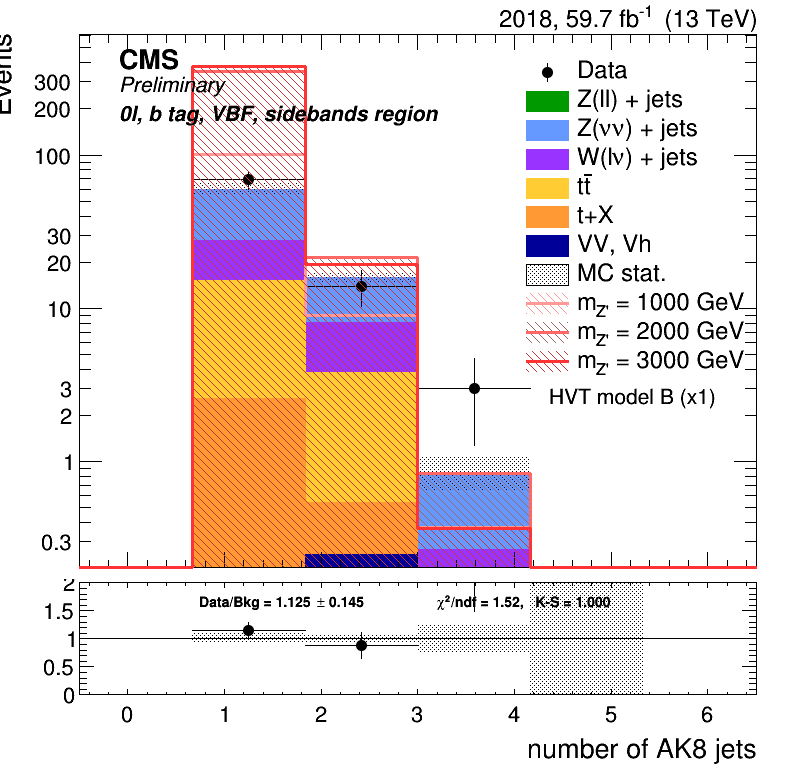 2018, 59.7 fb⁻¹ (13 TeV)
Events
CMS
Preliminary
0l, b tag, VBF, sidebands region
Data
Z(ll) + jets
Z(νν) + jets
W(lν) + jets
tt̄
t+X
VV, Vh
MC stat.
m_Z' = 1000 GeV
m_Z' = 2000 GeV
m_Z' = 3000 GeV
HVT model B (x1)
300
200
100
30
20
10
3
2
1
0.3
Data/Bkg = 1.125 ± 0.145
χ²/ndf = 1.52, K-S = 1.000
2
1.5
1
0.5
0
0 1 2 3 4 5 6
number of AK8 jets